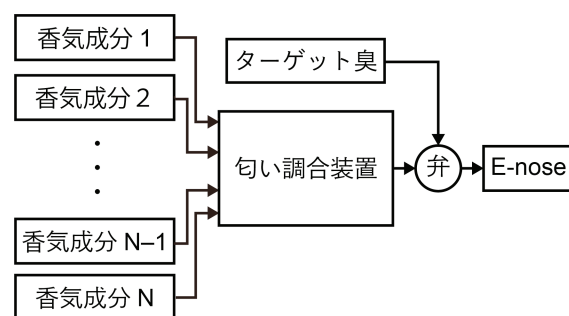 香気成分 1
ターゲット臭
香気成分 2
匂い調合装置
弁
E-nose
香気成分 N–1
香気成分 N